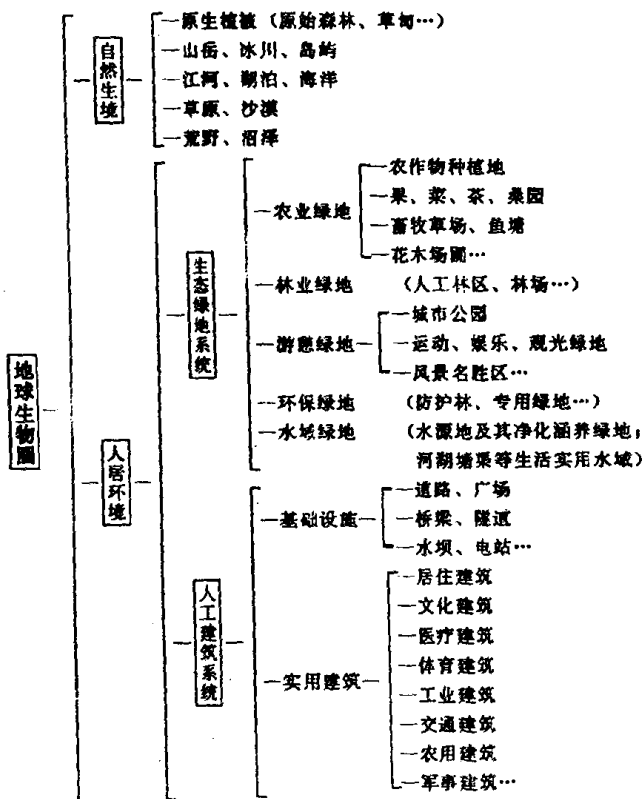 地球生物圈
自然生境
原生植被（原始森林、草甸…）
山岳、冰川、岛屿
江河、湖泊、海洋
草原、沙漠
荒野、沼泽
人居环境
生态绿地系统
农业绿地
农作物种植地
果、菜、茶、桑园
畜牧草场、鱼塘
花木场圃…
林业绿地 （人工林区、林场…）
游憩绿地
城市公园
运动、娱乐、观光绿地
风景名胜区…
环保绿地 （防护林、专用绿地…）
水域绿地 （水源地及其净化涵养绿地；
河湖塘渠等生活实用水域）
人工建筑系统
基础设施
道路、广场
桥梁、隧道
水坝、电站…
实用建筑
居住建筑
文化建筑
医疗建筑
体育建筑
工业建筑
交通建筑
农用建筑
军事建筑…